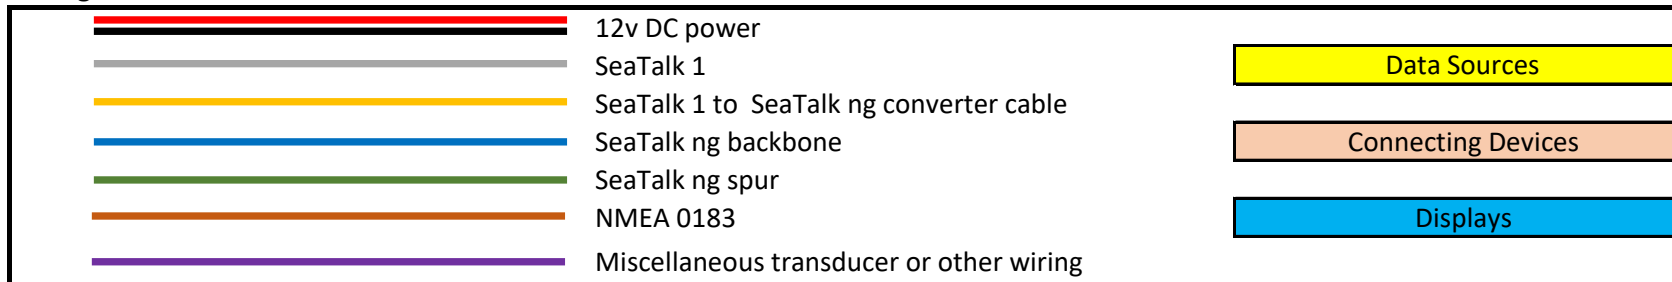 12v DC power
SeaTalk 1
Data Sources
SeaTalk 1 to  SeaTalk ng converter cable
SeaTalk ng backbone
Connecting Devices
SeaTalk ng spur
NMEA 0183
Displays
Miscellaneous transducer or other wiring